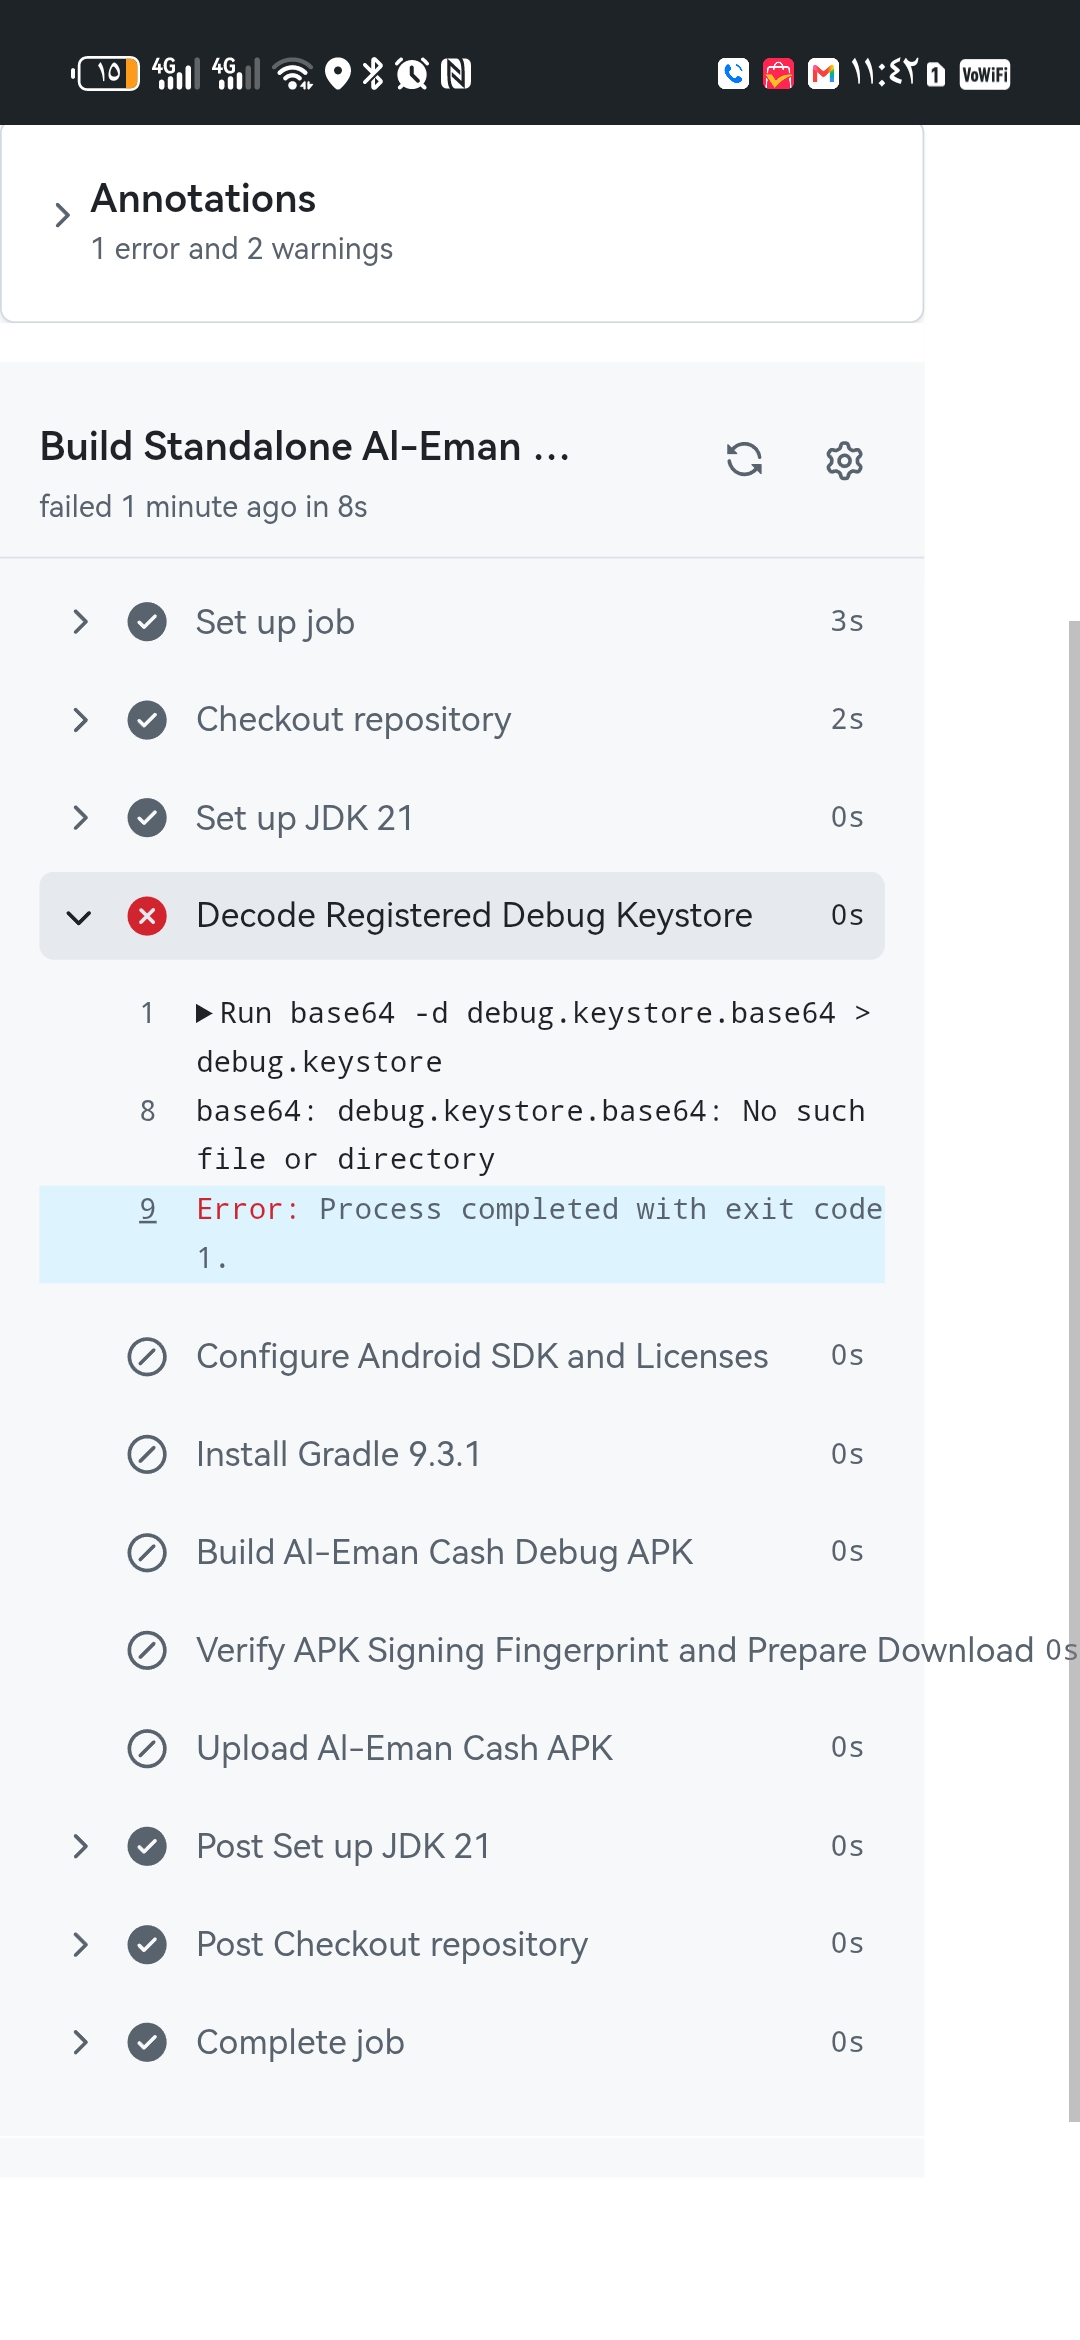 ١٥ 4G 4G ١١:٤٢ 1 VoWiFi
Annotations
1 error and 2 warnings
Build Standalone Al-Eman ...
failed 1 minute ago in 8s
Set up job 3s
Checkout repository 2s
Set up JDK 21 0s
Decode Registered Debug Keystore 0s
1 Run base64 -d debug.keystore.base64 >
debug.keystore
8 base64: debug.keystore.base64: No such
file or directory
9 Error: Process completed with exit code
1.
Configure Android SDK and Licenses 0s
Install Gradle 9.3.1 0s
Build Al-Eman Cash Debug APK 0s
Verify APK Signing Fingerprint and Prepare Download 0s
Upload Al-Eman Cash APK 0s
Post Set up JDK 21 0s
Post Checkout repository 0s
Complete job 0s